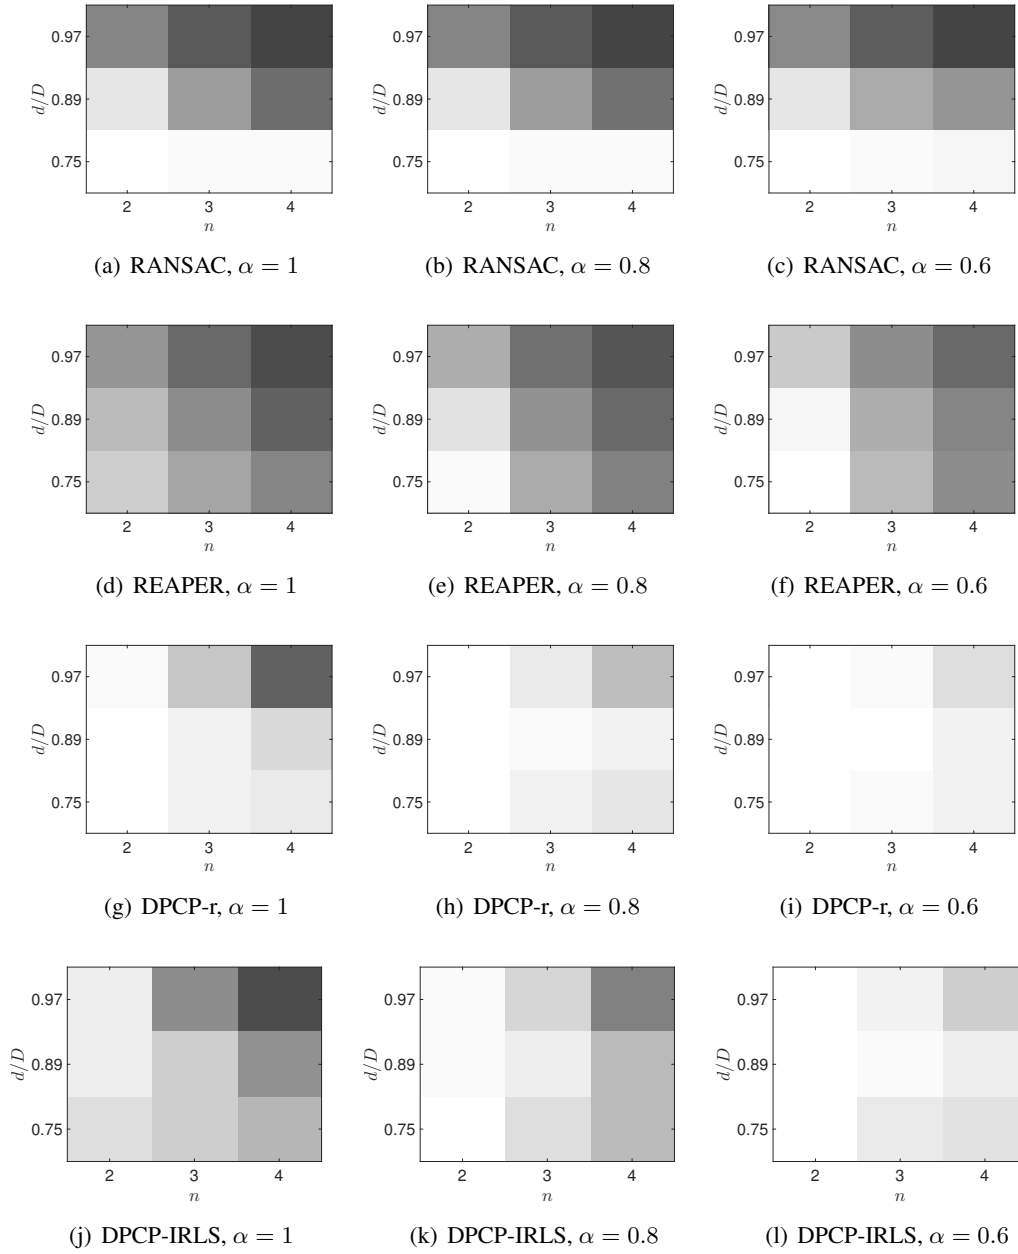 0.97
0.89
0.75
d/D
2 3 4
n
(a) RANSAC, α = 1
0.97
0.89
0.75
d/D
2 3 4
n
(b) RANSAC, α = 0.8
0.97
0.89
0.75
d/D
2 3 4
n
(c) RANSAC, α = 0.6
0.97
0.89
0.75
d/D
2 3 4
n
(d) REAPER, α = 1
0.97
0.89
0.75
d/D
2 3 4
n
(e) REAPER, α = 0.8
0.97
0.89
0.75
d/D
2 3 4
n
(f) REAPER, α = 0.6
0.97
0.89
0.75
d/D
2 3 4
n
(g) DPCP-r, α = 1
0.97
0.89
0.75
d/D
2 3 4
n
(h) DPCP-r, α = 0.8
0.97
0.89
0.75
d/D
2 3 4
n
(i) DPCP-r, α = 0.6
0.97
0.89
0.75
d/D
2 3 4
n
(j) DPCP-IRLS, α = 1
0.97
0.89
0.75
d/D
2 3 4
n
(k) DPCP-IRLS, α = 0.8
0.97
0.89
0.75
d/D
2 3 4
n
(l) DPCP-IRLS, α = 0.6